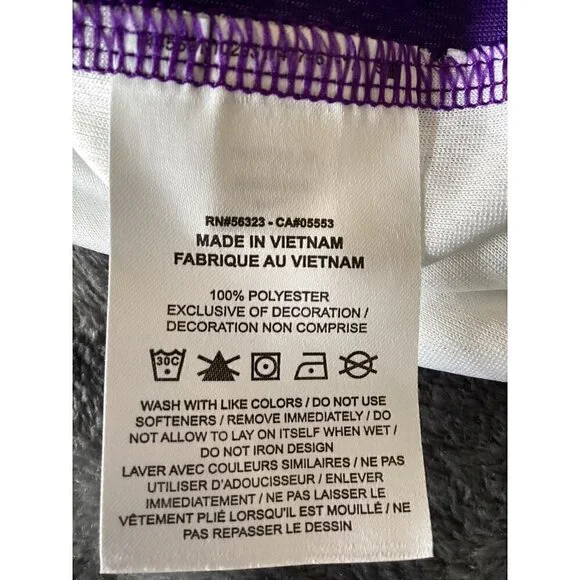 RN#56323 - CA#05553
MADE IN VIETNAM
FABRIQUE AU VIETNAM
100% POLYESTER
EXCLUSIVE OF DECORATION /
DECORATION NON COMPRISE
30C
WASH WITH LIKE COLORS / DO NOT USE
SOFTENERS / REMOVE IMMEDIATELY / DO
NOT ALLOW TO LAY ON ITSELF WHEN WET /
DO NOT IRON DESIGN
LAVER AVEC COULEURS SIMILAIRES / NE PAS
UTILISER D'ADOUCISSEUR / ENLEVER
IMMEDIATEMENT / NE PAS LAISSER LE
VÊTEMENT PLIÉ LORSQU'IL EST MOUILLÉ / NE
PAS REPASSER LE DESSIN